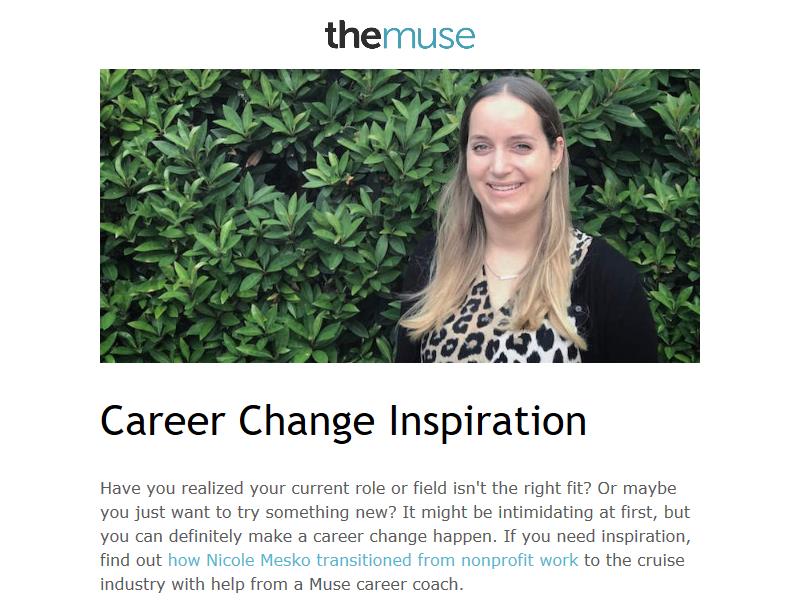 themuse
Career Change Inspiration
Have you realized your current role or field isn't the right fit? Or maybe
you just want to try something new? It might be intimidating at first, but
you can definitely make a career change happen. If you need inspiration,
find out how Nicole Mesko transitioned from nonprofit work to the cruise
industry with help from a Muse career coach.